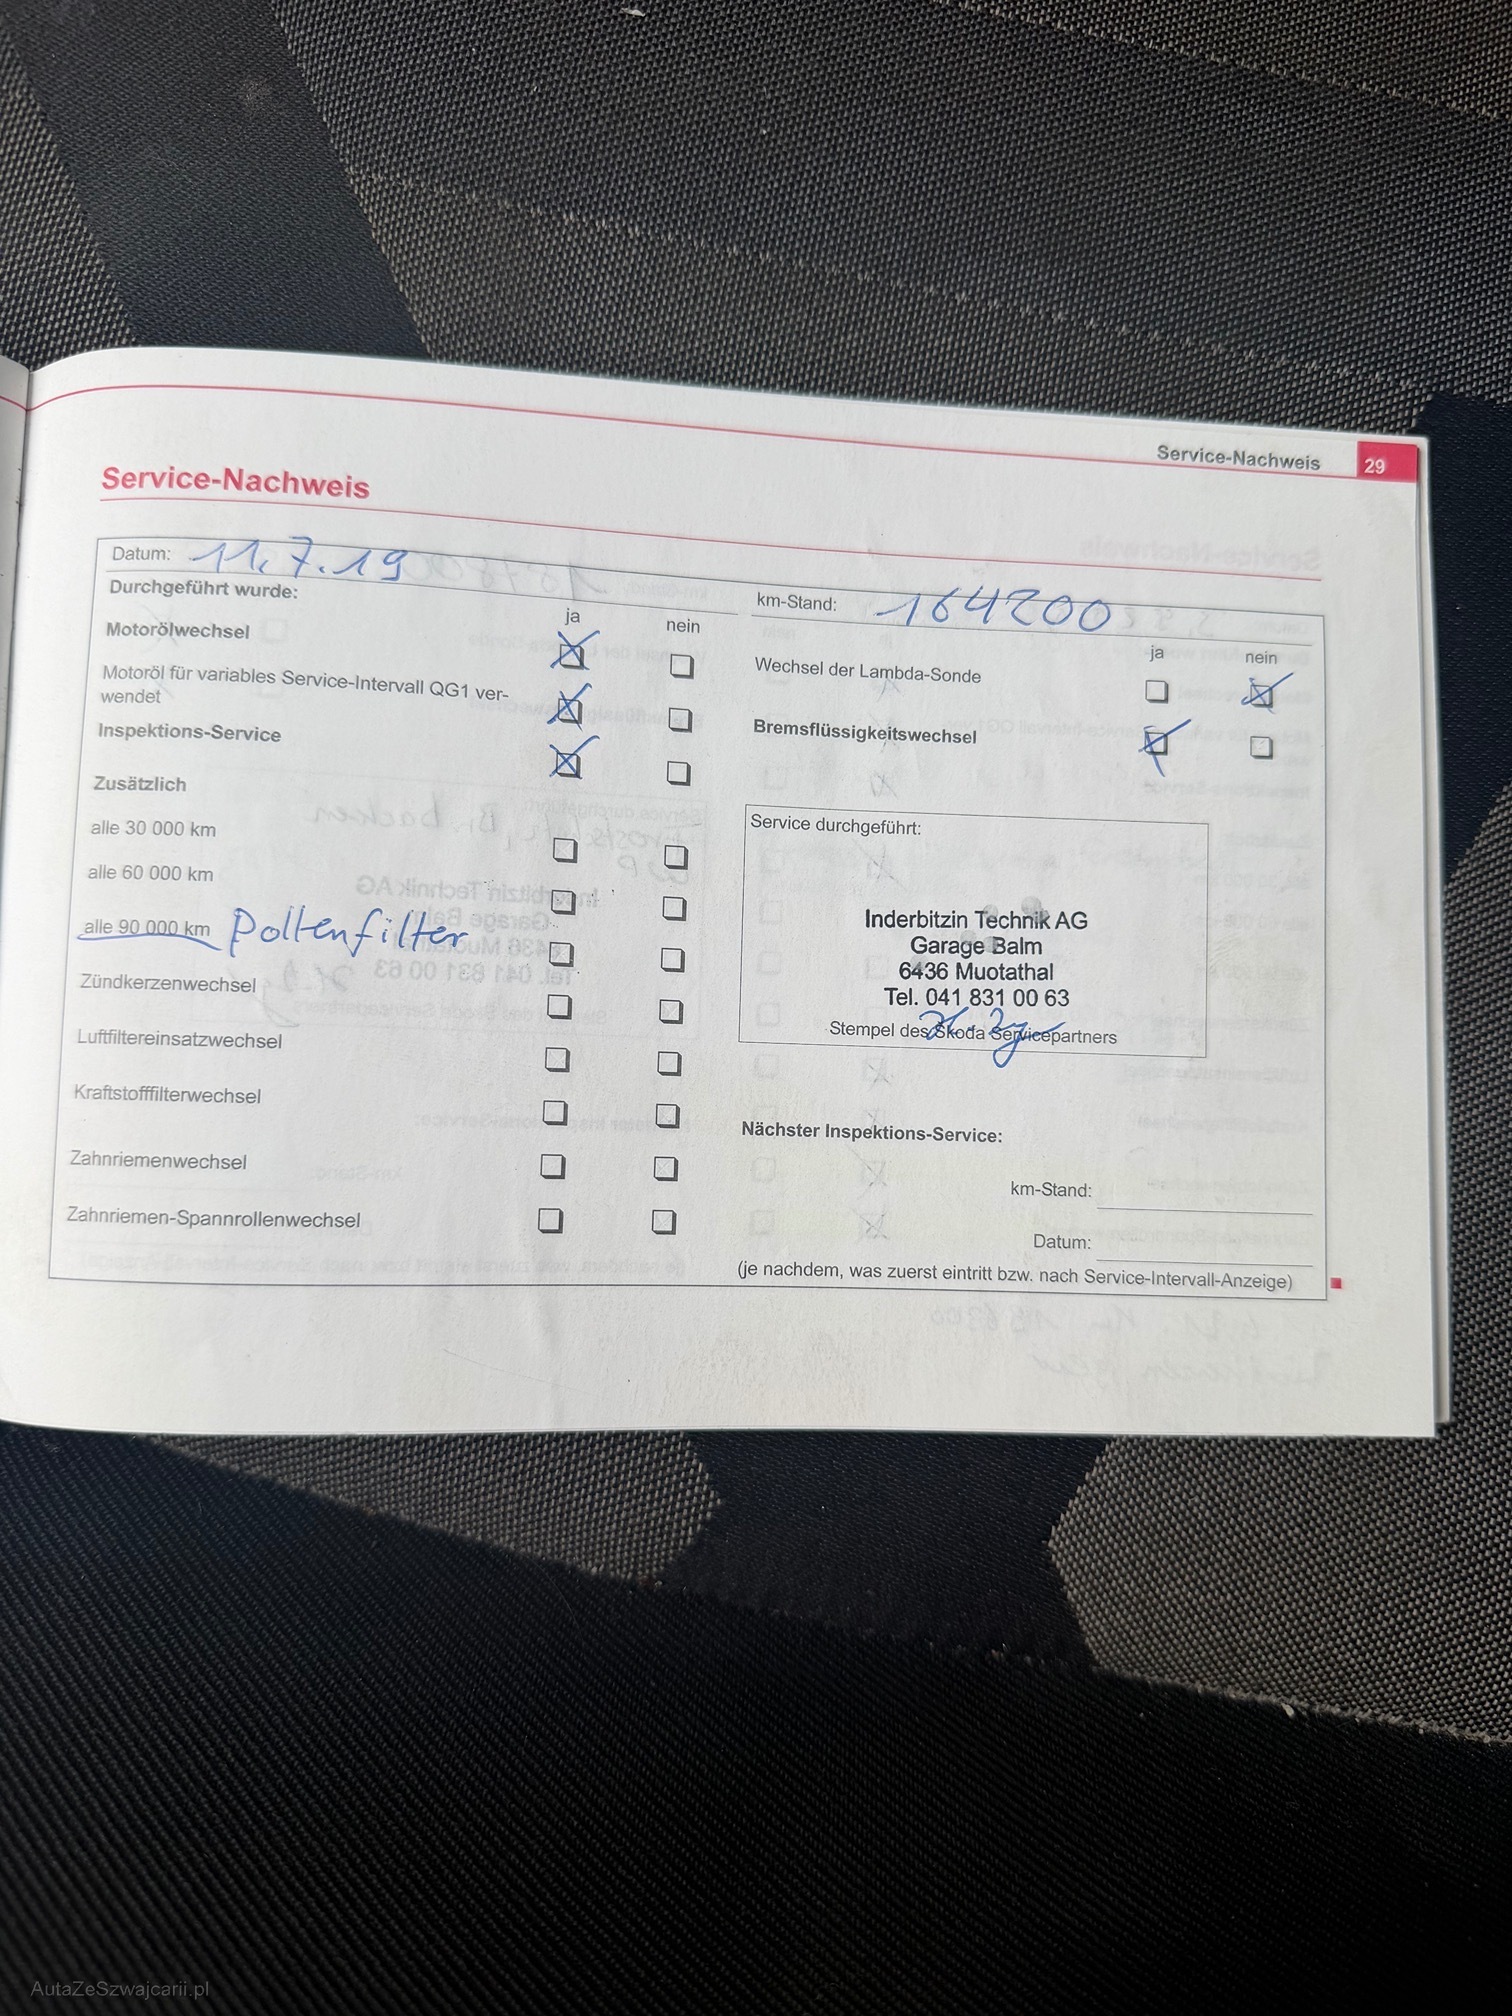 Service-Nachweis 29
Service-Nachweis
Datum: 11.7.19
km-Stand: 164200
Durchgeführt wurde:
ja nein
Motorölwechsel
Motoröl für variables Service-Intervall QG1 ver-
wendet
Inspektions-Service
Zusätzlich
alle 30 000 km
alle 60 000 km
alle 90 000 km Pollenfilter
Zündkerzenwechsel
Luftfiltereinsatzwechsel
Kraftstofffilterwechsel
Zahnriemenwechsel
Zahnriemen-Spannrollenwechsel
ja nein
Wechsel der Lambda-Sonde
Bremsflüssigkeitswechsel
Service durchgeführt:
Inderbitzin Technik AG
Garage Balm
6436 Muotathal
Tel. 041 831 00 63
Stempel des Skoda Servicepartners
Nächster Inspektions-Service:
km-Stand:
Datum:
(je nachdem, was zuerst eintritt bzw. nach Service-Intervall-Anzeige)
AutaZeSzwajcarii.pl